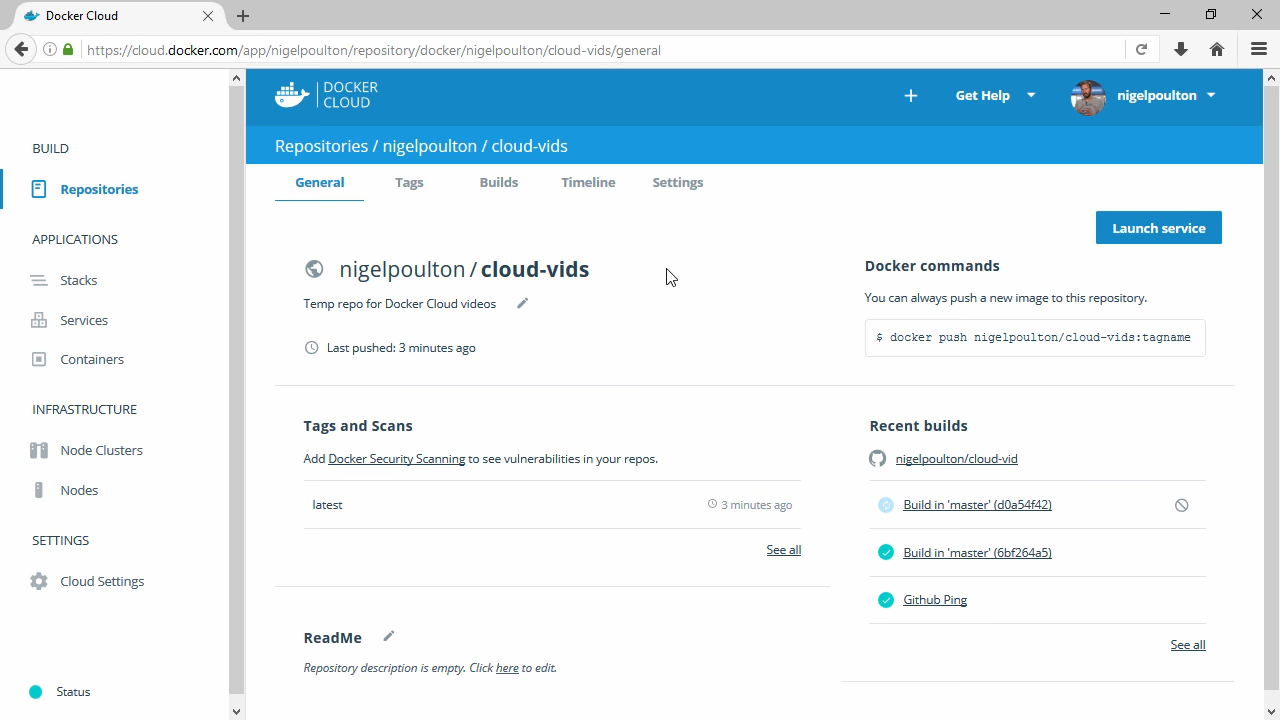 Docker Cloud
https://cloud.docker.com/app/nigelpoulton/repository/docker/nigelpoulton/cloud-vids/general
DOCKER
CLOUD
Get Help
nigelpoulton
Repositories / nigelpoulton / cloud-vids
BUILD
Repositories
APPLICATIONS
Stacks
Services
Containers
INFRASTRUCTURE
Node Clusters
Nodes
SETTINGS
Cloud Settings
Status
General Tags Builds Timeline Settings
Launch service
nigelpoulton / cloud-vids
Temp repo for Docker Cloud videos
Last pushed: 3 minutes ago
Docker commands
You can always push a new image to this repository.
$ docker push nigelpoulton/cloud-vids:tagname
Tags and Scans
Add Docker Security Scanning to see vulnerabilities in your repos.
latest 3 minutes ago
See all
Recent builds
nigelpoulton/cloud-vid
Build in 'master' (d0a54f42)
Build in 'master' (6bf264a5)
Github Ping
See all
ReadMe
Repository description is empty. Click here to edit.